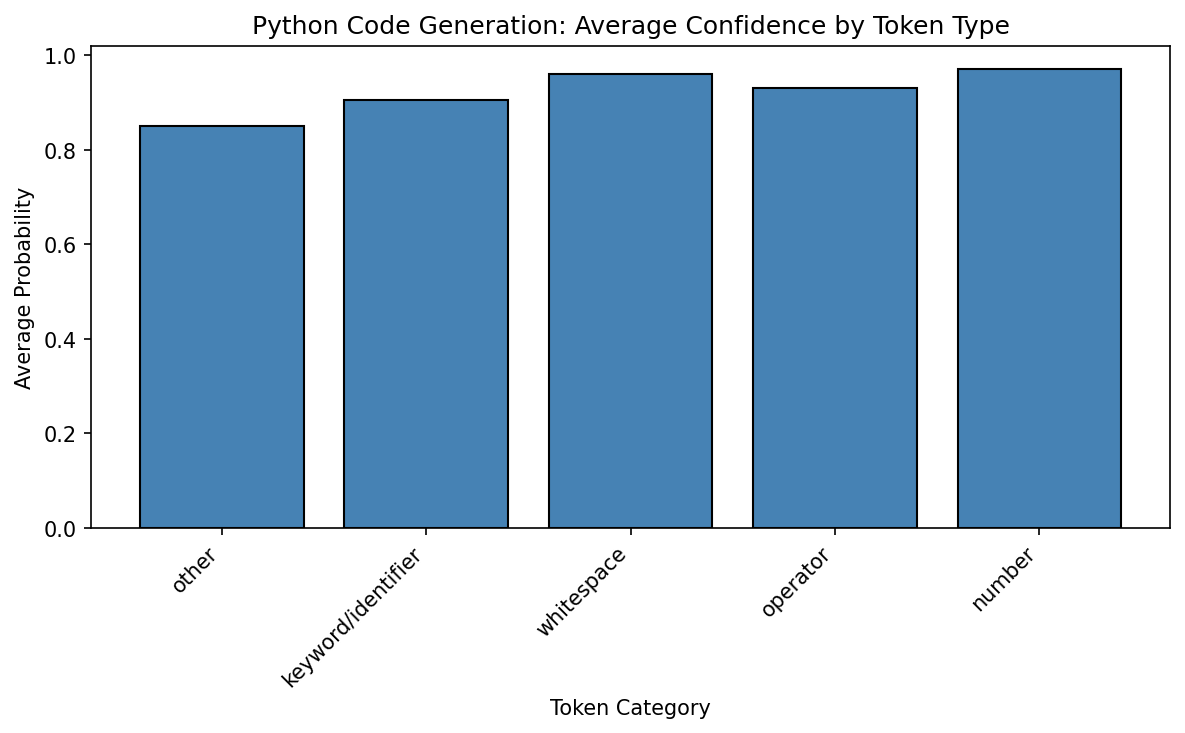 Python Code Generation: Average Confidence by Token Type
1.0
0.8
0.6
0.4
0.2
0.0
Average Probability
other
keyword/identifier
whitespace
operator
number
Token Category